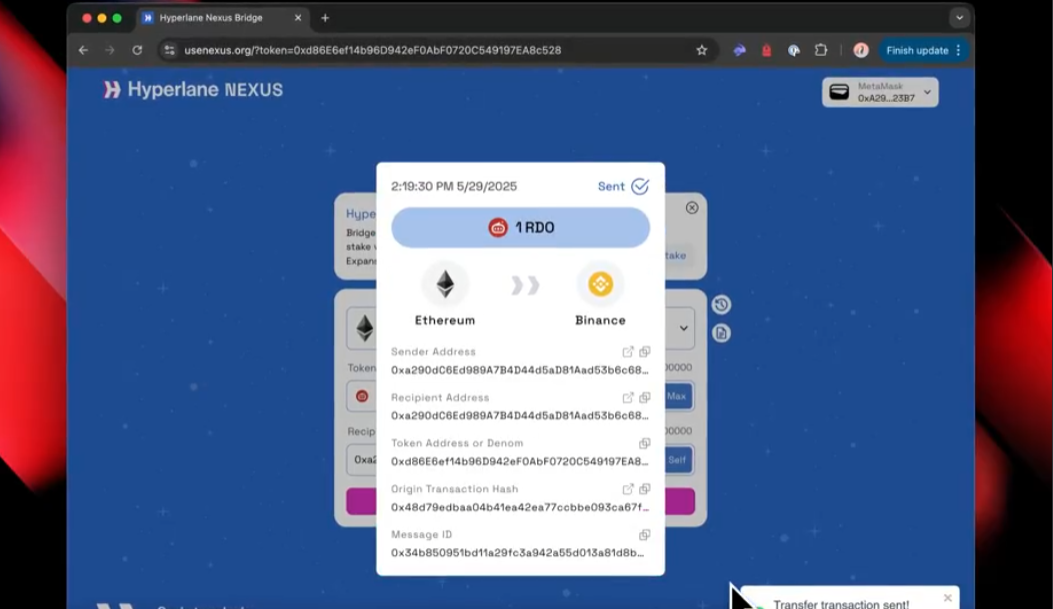 Hyperlane Nexus Bridge
usenexus.org/?token=0xd86E6ef14b96D942eF0AbF0720C549197EA8c528
Finish update
Hyperlane NEXUS
MetaMask
0xA29...23B7
2:19:30 PM 5/29/2025
Sent
Hype
1 RDO
Bridge
stake
take
Expan
Ethereum
Binance
Sender Address
0xa290dC6Ed989A7B4D44d5aD81Aad53b6c68...
Token
00000
Recipient Address
Max
0xa290dC6Ed989A7B4D44d5aD81Aad53b6c68...
Recip
00000
Token Address or Denom
0xa2
0xd86E6ef14b96D942eF0AbF0720C549197EA8...
Self
Origin Transaction Hash
0x48d79edbaa04b41ea42ea77ccbbe093ca67f...
Message ID
0x34b850951bd11a29fc3a942a55d013a81d8b...
Transfer transaction sent!